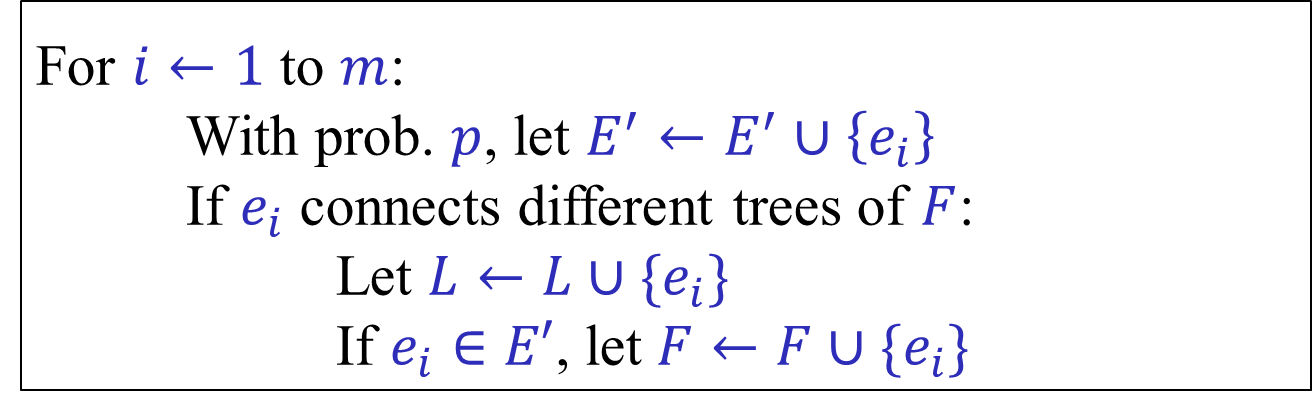 For i ← 1 to m:
With prob. p, let E′ ← E′ ∪ {eᵢ}
If eᵢ connects different trees of F:
Let L ← L ∪ {eᵢ}
If eᵢ ∈ E′, let F ← F ∪ {eᵢ}